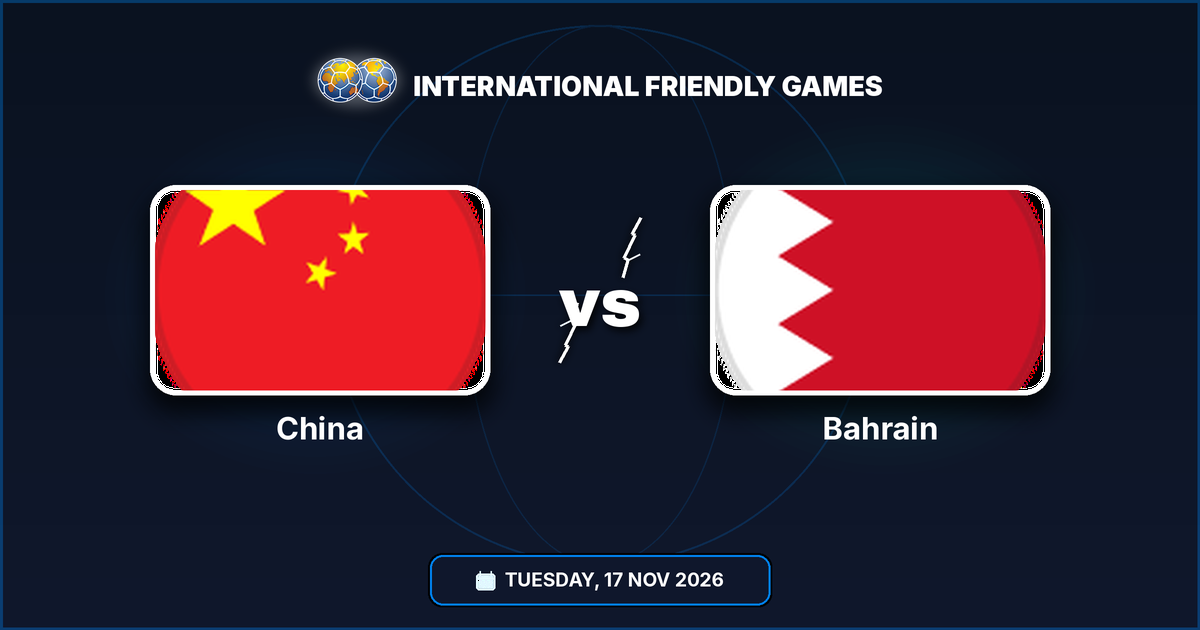 INTERNATIONAL FRIENDLY GAMES
vs
China
Bahrain
TUESDAY, 17 NOV 2026